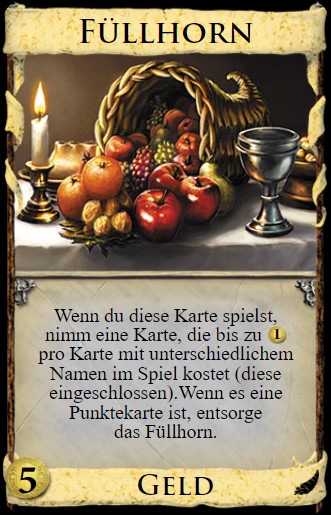 FÜLLHORN
Wenn du diese Karte spielst,
nimm eine Karte, die bis zu 1
pro Karte mit unterschiedlichem
Namen im Spiel kostet (diese
eingeschlossen).Wenn es eine
Punktekarte ist, entsorge
das Füllhorn.
5 GELD